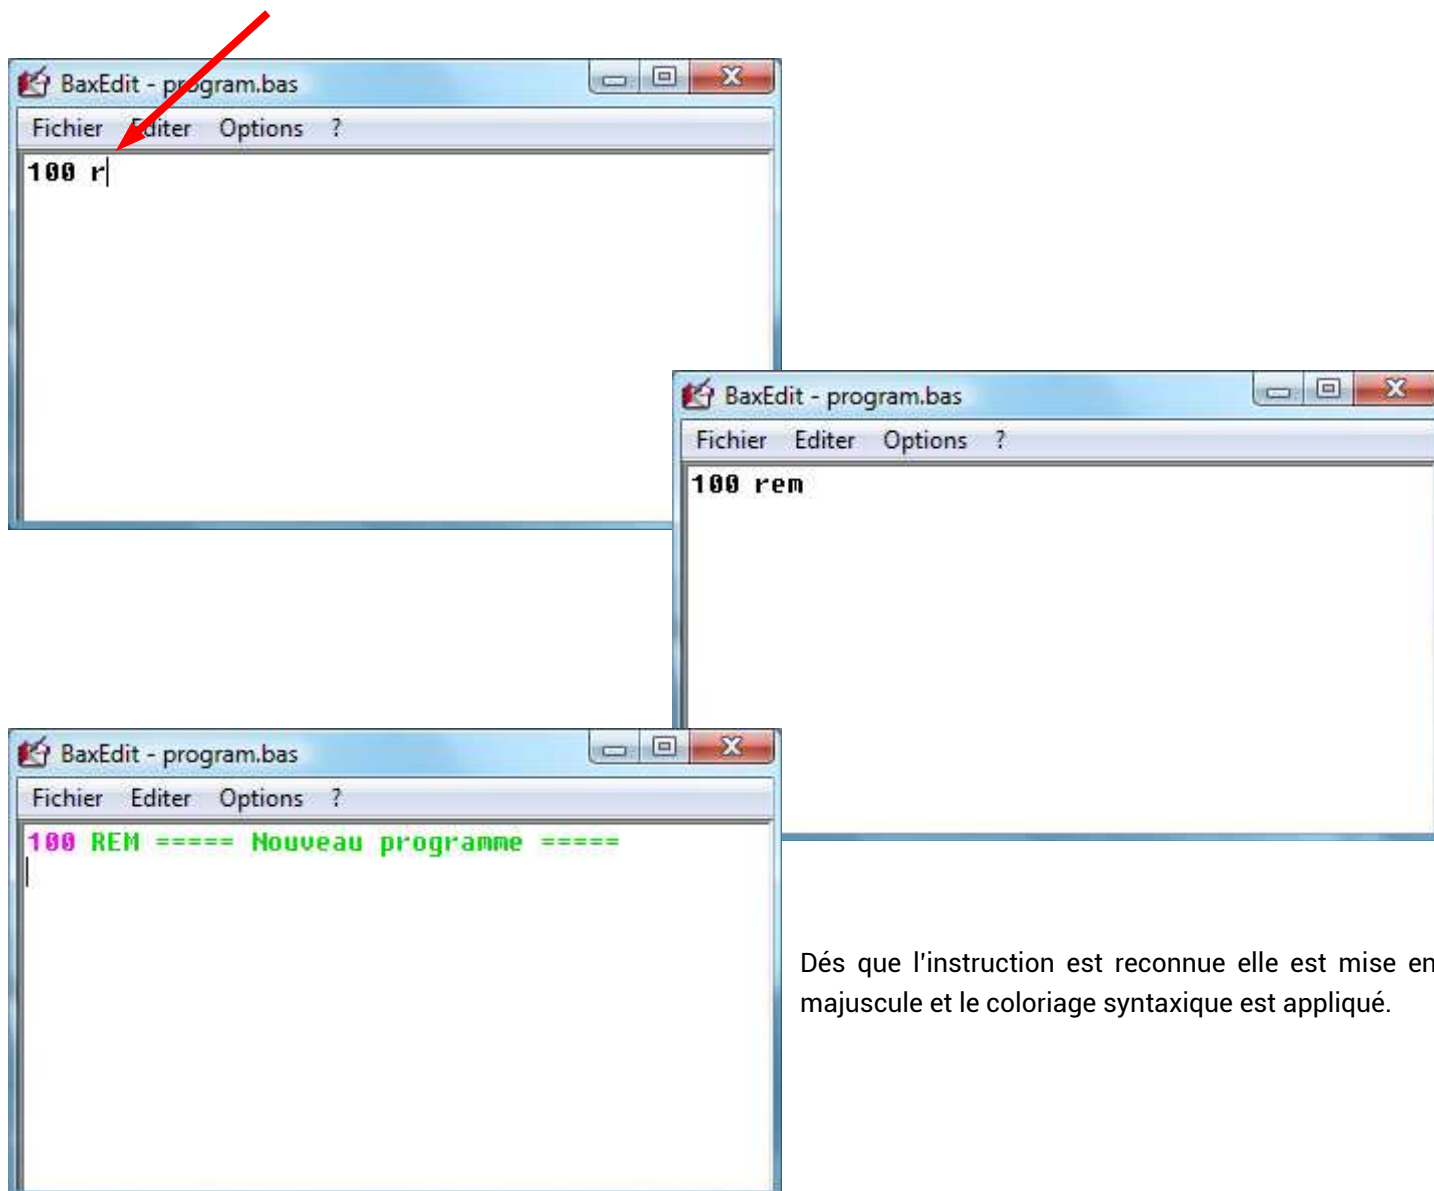 BaxEdit - program.bas
Fichier Editer Options ?
100 r
BaxEdit - program.bas
Fichier Editer Options ?
100 rem
BaxEdit - program.bas
Fichier Editer Options ?
100 REM ===== Nouveau programme =====
Dés que l'instruction est reconnue elle est mise en
majuscule et le coloriage syntaxique est appliqué.